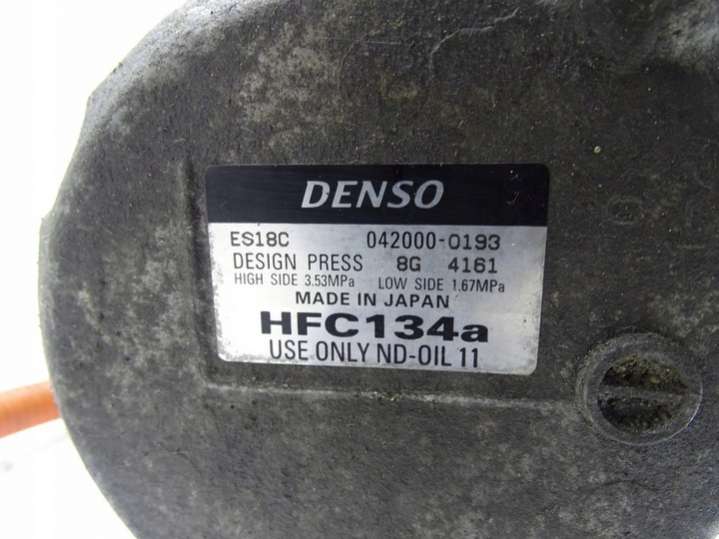 DENSO
ES18C 042000-0193
DESIGN PRESS 8G 4161
HIGH SIDE 3.53MPa LOW SIDE 1.67MPa
MADE IN JAPAN
HFC134a
USE ONLY ND-OIL 11